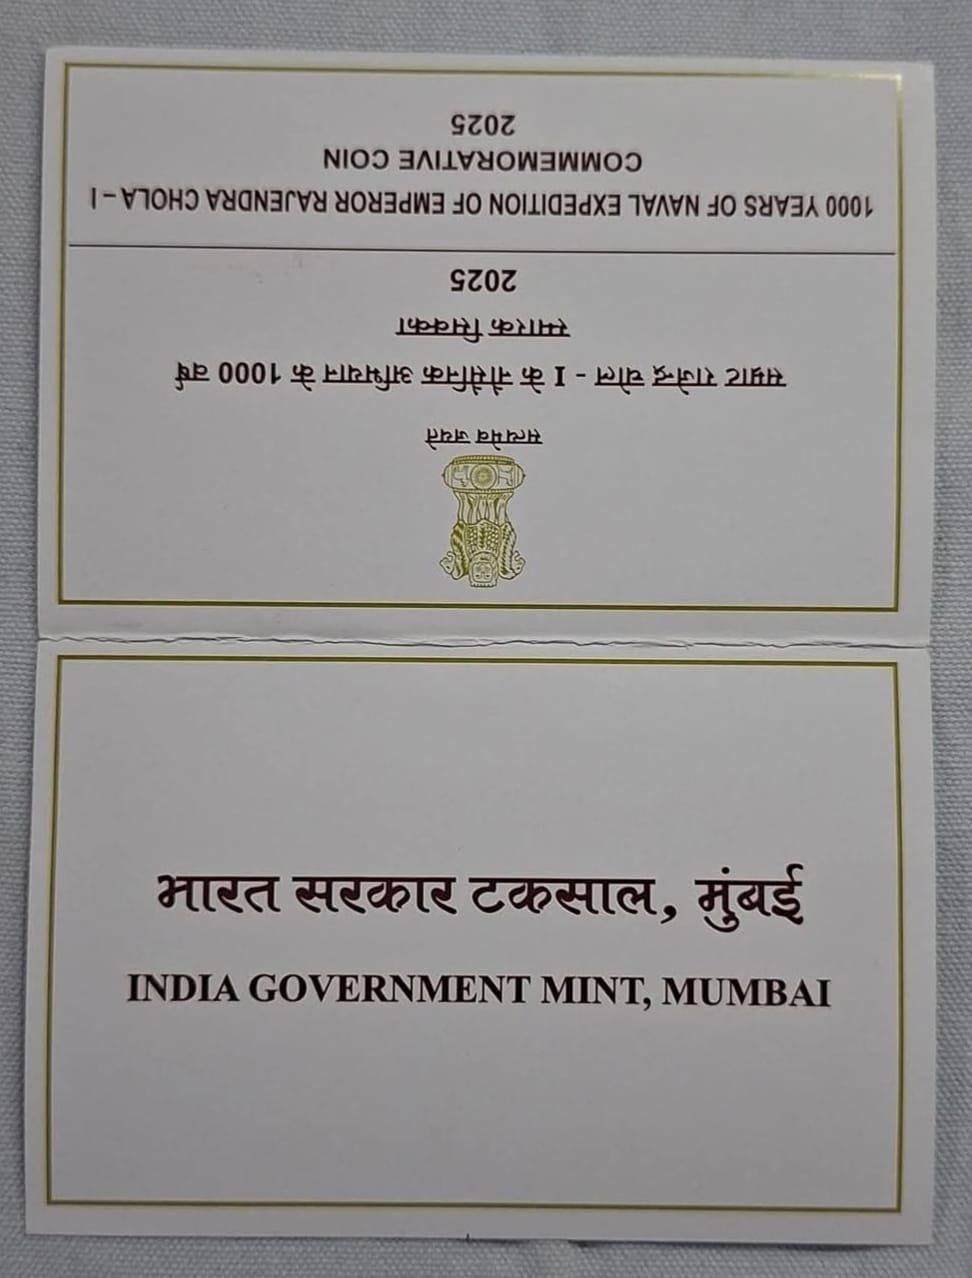 सत्यमेव जयते
सम्राट राजेन्द्र चोल - I के नौसैनिक अभियान के 1000 वर्ष
स्मारक सिक्का
2025
1000 YEARS OF NAVAL EXPEDITION OF EMPEROR RAJENDRA CHOLA – I
COMMEMORATIVE COIN
2025
भारत सरकार टकसाल, मुंबई
INDIA GOVERNMENT MINT, MUMBAI